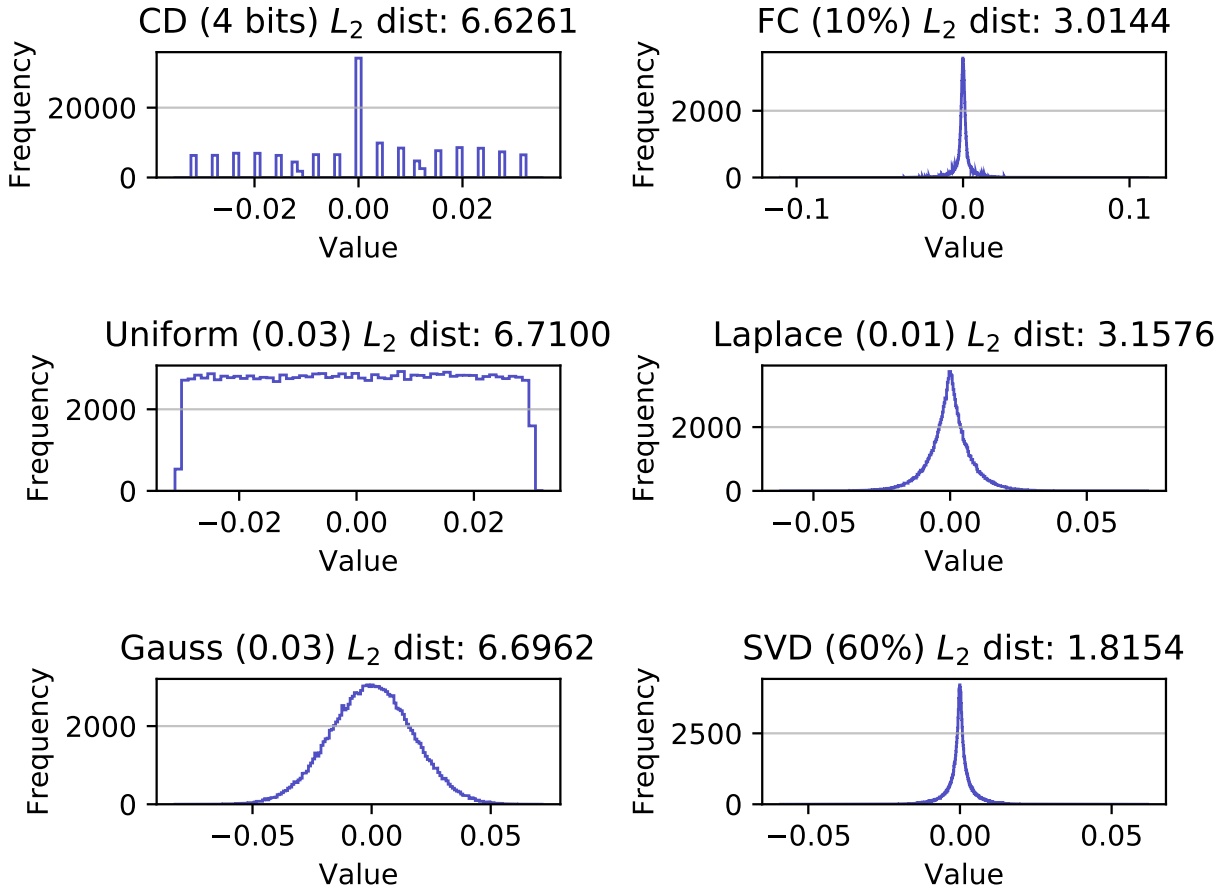 CD (4 bits) L2 dist: 6.6261
Frequency
20000
0
−0.02
0.00
0.02
Value
FC (10%) L2 dist: 3.0144
Frequency
2000
0
−0.1
0.0
0.1
Value
Uniform (0.03) L2 dist: 6.7100
Frequency
2000
0
−0.02
0.00
0.02
Value
Laplace (0.01) L2 dist: 3.1576
Frequency
2000
0
−0.05
0.00
0.05
Value
Gauss (0.03) L2 dist: 6.6962
Frequency
2000
0
−0.05
0.00
0.05
Value
SVD (60%) L2 dist: 1.8154
Frequency
2500
0
−0.05
0.00
0.05
Value